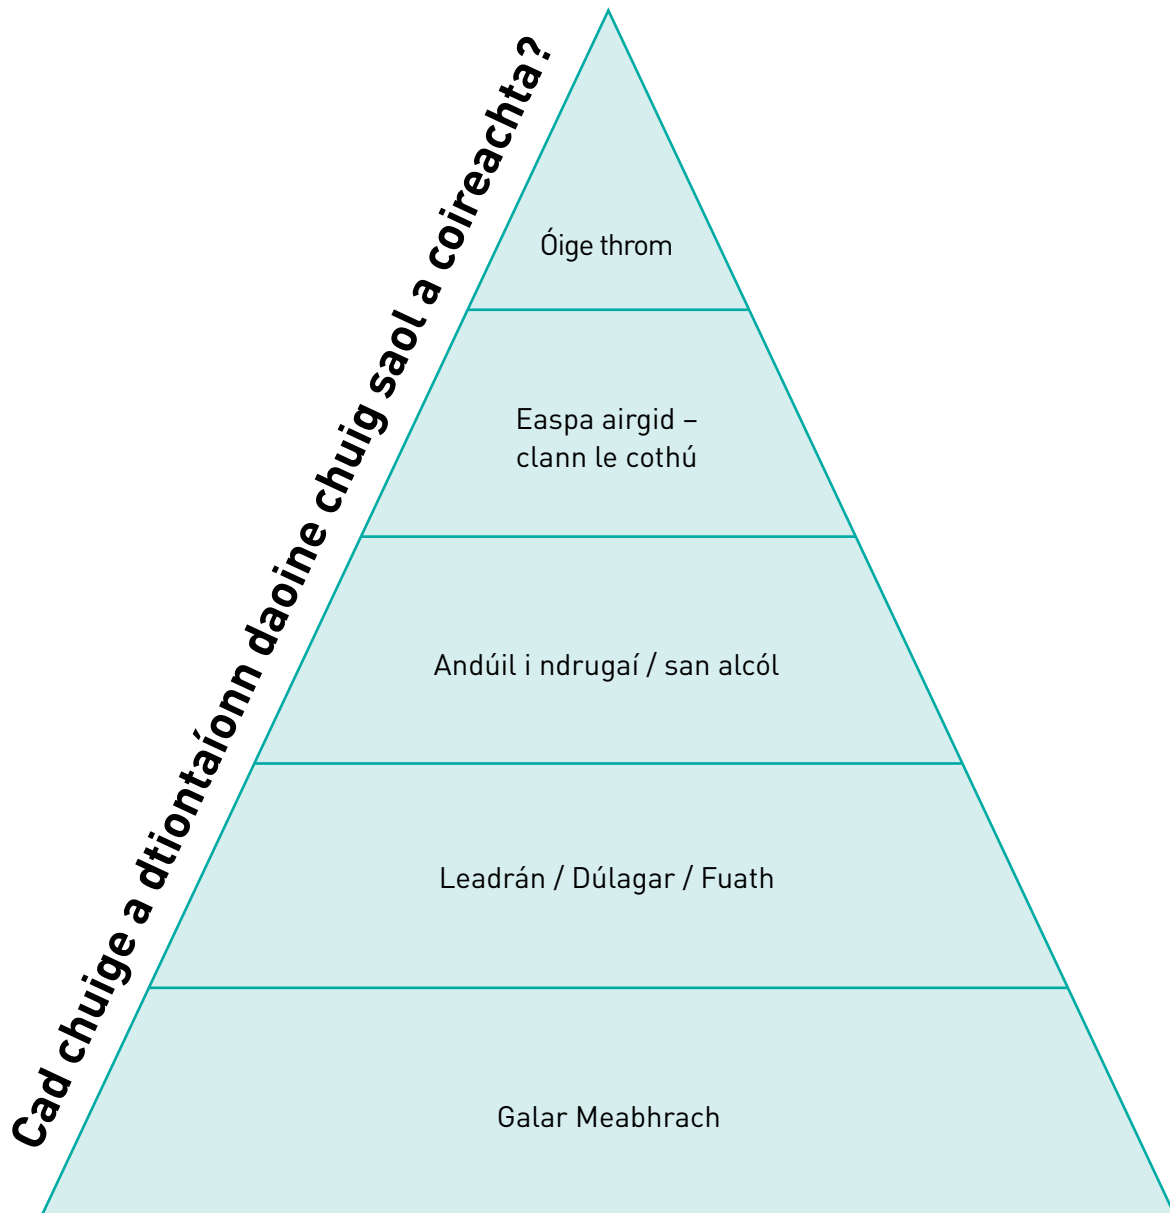 Cad chuige a dtiontaíonn daoine chuig saol a coireachta?
Óige throm
Easpa airgid –
clann le cothú
Andúil i ndrugaí / san alcól
Leadrán / Dúlagar / Fuath
Galar Meabhrach